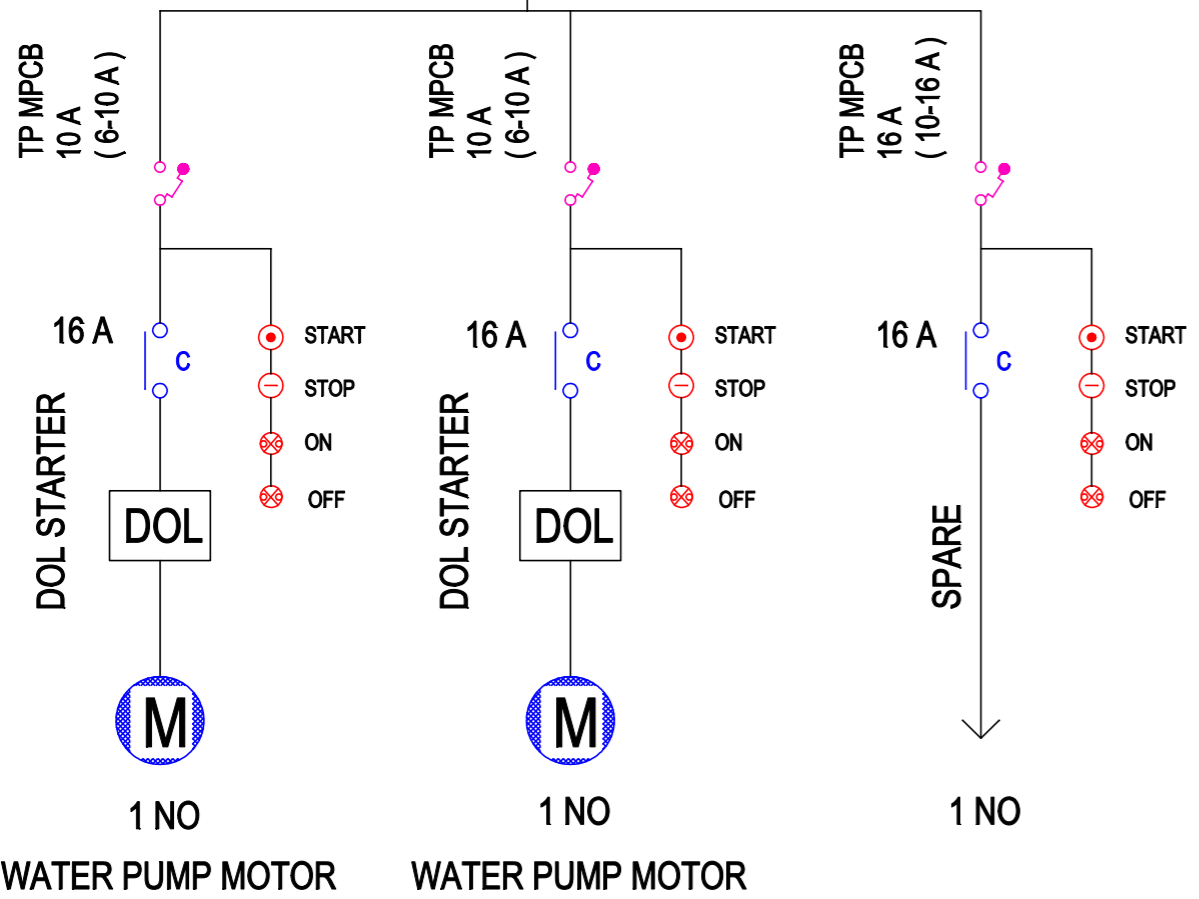 TP MPCB
10 A
( 6-10 A )
TP MPCB
10 A
( 6-10 A )
TP MPCB
16 A
( 10-16 A )
16 A
C
START
STOP
ON
OFF
DOL STARTER
DOL
M
1 NO
WATER PUMP MOTOR
16 A
C
START
STOP
ON
OFF
DOL STARTER
DOL
M
1 NO
WATER PUMP MOTOR
16 A
C
START
STOP
ON
OFF
SPARE
1 NO